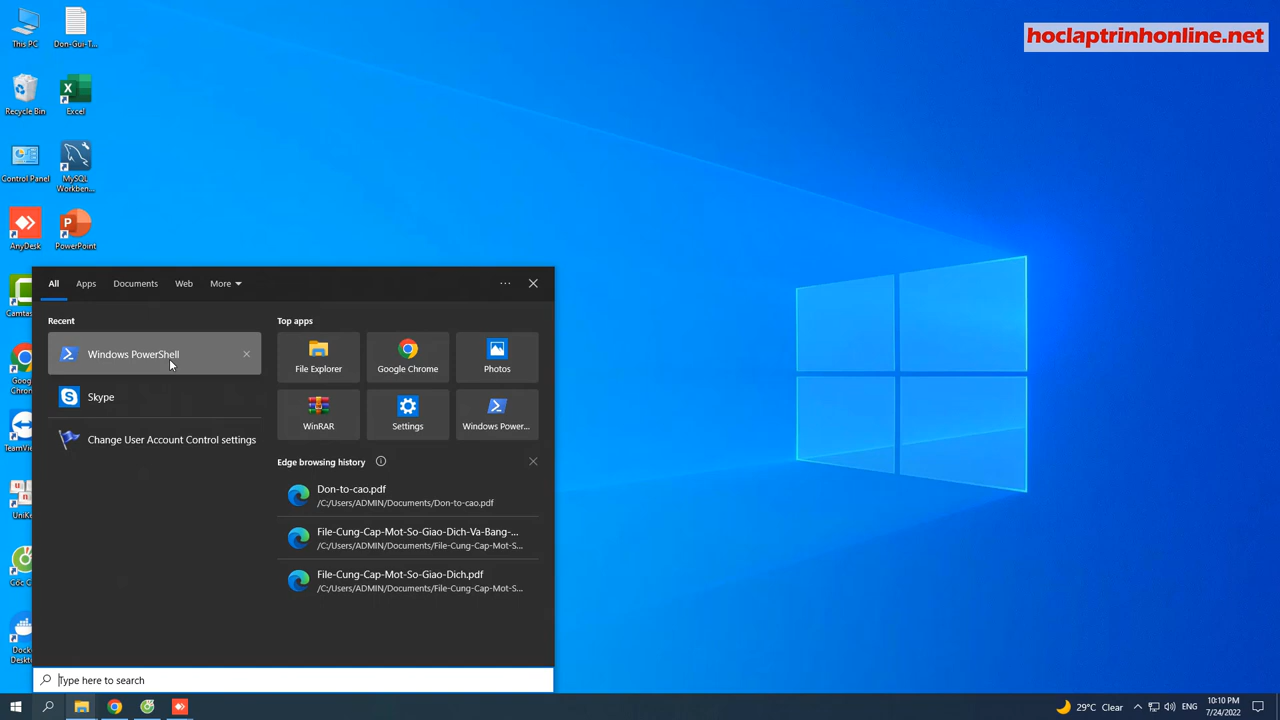 hoclaptrinhonline.net
This PC
Don-Gui-T...
Recycle Bin
Excel
Control Panel
MySQL
Workben...
AnyDesk
PowerPoint
Camtas
Goog
Chron
TeamView
UniKe
Cốc C
Dock
Deskto
All
Apps
Documents
Web
More
Recent
Windows PowerShell
Skype
Change User Account Control settings
Top apps
File Explorer
Google Chrome
Photos
WinRAR
Settings
Windows Power...
Edge browsing history
Don-to-cao.pdf
/C:/Users/ADMIN/Documents/Don-to-cao.pdf
File-Cung-Cap-Mot-So-Giao-Dich-Va-Bang-...
/C:/Users/ADMIN/Documents/File-Cung-Cap-Mot-S...
File-Cung-Cap-Mot-So-Giao-Dich.pdf
/C:/Users/ADMIN/Documents/File-Cung-Cap-Mot-S...
Type here to search
29°C Clear
ENG
10:10 PM
7/24/2022